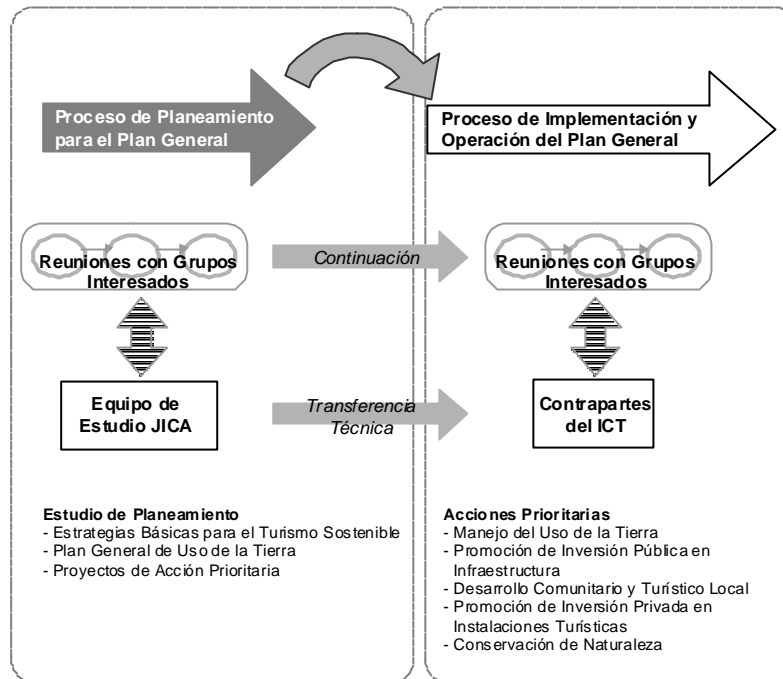 Proceso de Planeamiento
para el Plan General
Proceso de Implementación y
Operación del Plan General
Reuniones con Grupos
Interesados
Continuación
Reuniones con Grupos
Interesados
Equipo de
Estudio JICA
Transferencia
Técnica
Contrapartes
del ICT
Estudio de Planeamiento
- Estrategias Básicas para el Turismo Sostenible
- Plan General de Uso de la Tierra
- Proyectos de Acción Prioritaria
Acciones Prioritarias
- Manejo del Uso de la Tierra
- Promoción de Inversión Pública en
Infraestructura
- Desarrollo Comunitario y Turístico Local
- Promoción de Inversión Privada en
Instalaciones Turísticas
- Conservación de Naturaleza